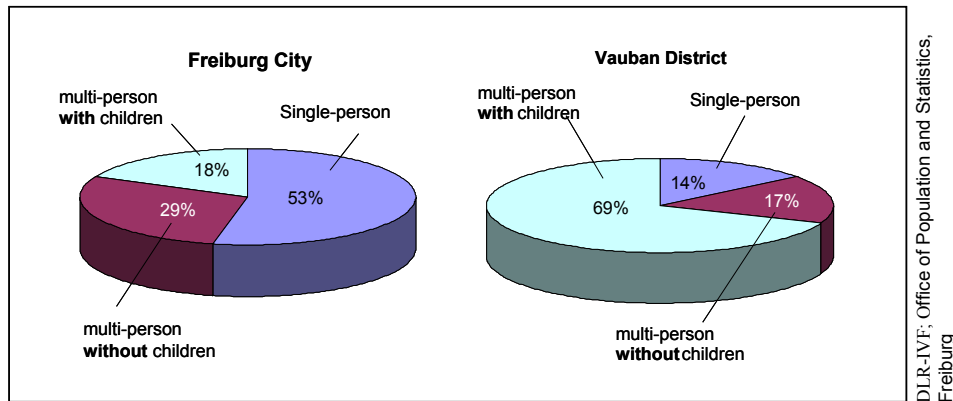 Freiburg City
multi-person
with children
Single-person
18%
53%
29%
multi-person
without children
Vauban District
multi-person
with children
Single-person
14%
17%
69%
multi-person
without children
DLR-IVF; Office of Population and Statistics,
Freiburg